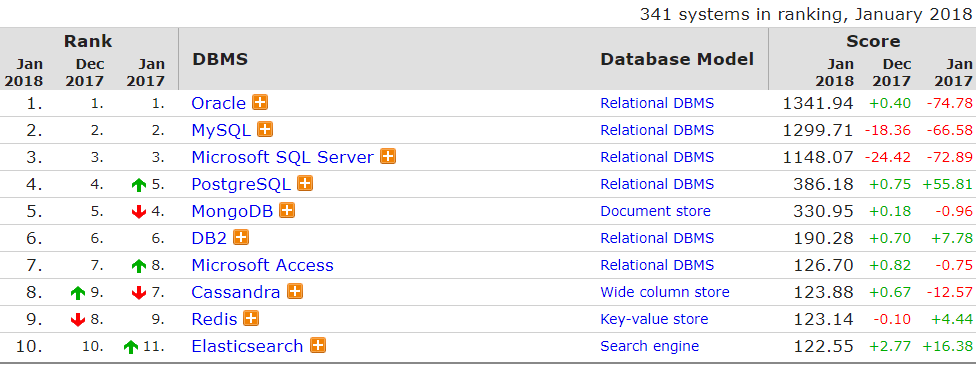 341 systems in ranking, January 2018
Rank DBMS Database Model Score
Jan 2018 Dec 2017 Jan 2017 Jan 2018 Dec 2017 Jan 2017
1. 1. 1. Oracle Relational DBMS 1341.94 +0.40 -74.78
2. 2. 2. MySQL Relational DBMS 1299.71 -18.36 -66.58
3. 3. 3. Microsoft SQL Server Relational DBMS 1148.07 -24.42 -72.89
4. 4. 5. PostgreSQL Relational DBMS 386.18 +0.75 +55.81
5. 5. 4. MongoDB Document store 330.95 +0.18 -0.96
6. 6. 6. DB2 Relational DBMS 190.28 +0.70 +7.78
7. 7. 8. Microsoft Access Relational DBMS 126.70 +0.82 -0.75
8. 9. 7. Cassandra Wide column store 123.88 +0.67 -12.57
9. 8. 9. Redis Key-value store 123.14 -0.10 +4.44
10. 10. 11. Elasticsearch Search engine 122.55 +2.77 +16.38